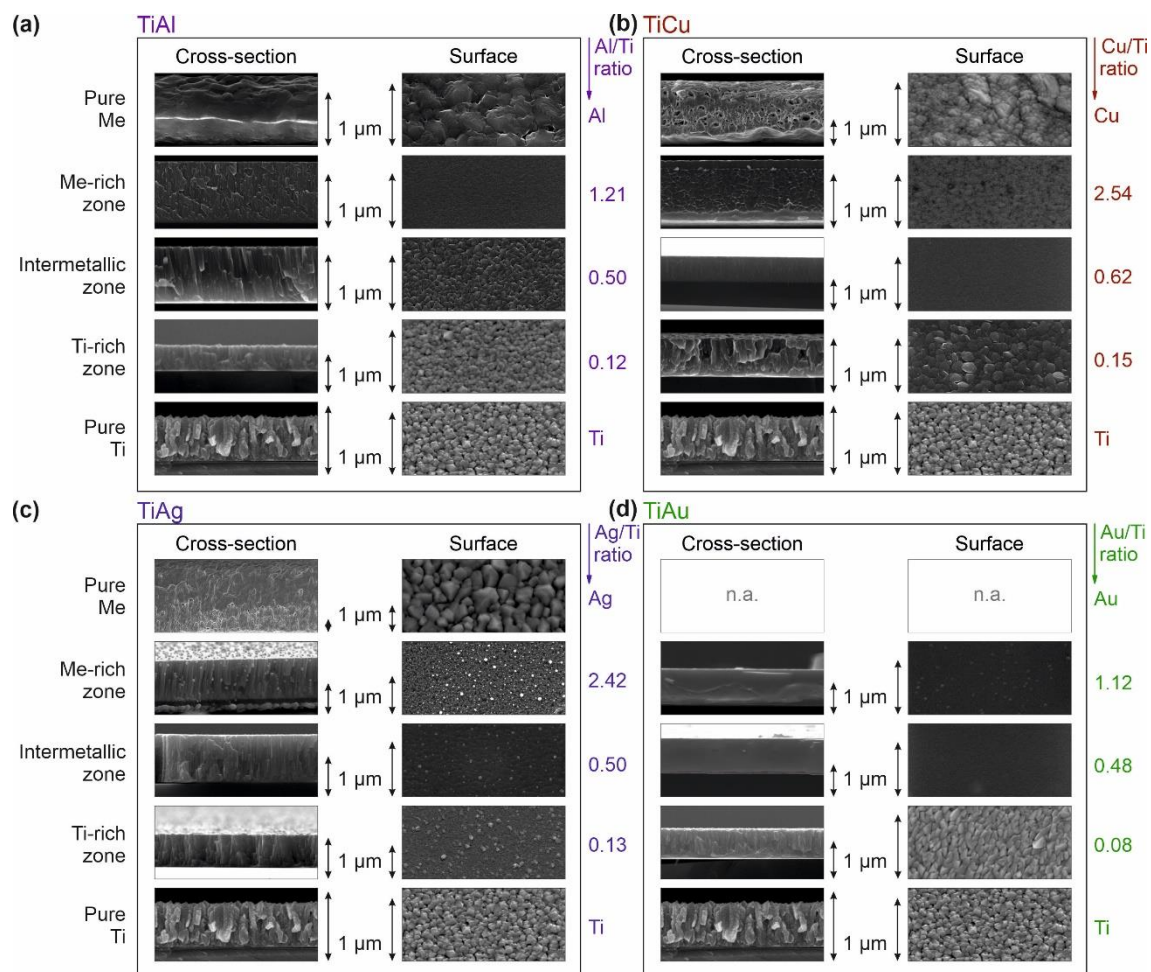 (a)
TiAl
Cross-section
Surface
Al/Ti
ratio
Pure
Me
1 µm
Al
Me-rich
zone
1 µm
1.21
Intermetallic
zone
1 µm
0.50
Ti-rich
zone
1 µm
0.12
Pure
Ti
1 µm
Ti
(b)
TiCu
Cross-section
Surface
Cu/Ti
ratio
1 µm
Cu
1 µm
2.54
1 µm
0.62
1 µm
0.15
1 µm
Ti
(c)
TiAg
Cross-section
Surface
Ag/Ti
ratio
Pure
Me
1 µm
Ag
Me-rich
zone
1 µm
2.42
Intermetallic
zone
1 µm
0.50
Ti-rich
zone
1 µm
0.13
Pure
Ti
1 µm
Ti
(d)
TiAu
Cross-section
Surface
Au/Ti
ratio
n.a.
n.a.
Au
1 µm
1.12
1 µm
0.48
1 µm
0.08
1 µm
Ti